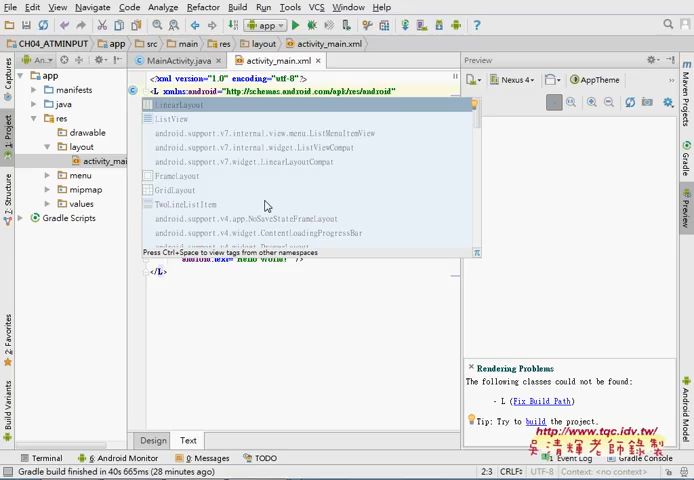 File Edit View Navigate Code Analyze Refactor Build Run Tools VCS Window Help
app
CH04_ATMINPUT app src main res layout activity_main.xml
An... MainActivity.java activity_main.xml Preview
Nexus 4 AppTheme
Captures
1: Project
7: Structure
2: Favorites
Build Variants
app
manifests
java
res
drawable
layout
activity_mai
menu
mipmap
values
Gradle Scripts
<?xml version="1.0" encoding="utf-8"?>
<L xmlns:android="http://schemas.android.com/apk/res/android"
LinearLayout
ListView
android.support.v7.internal.view.menu.ListMenuItemView
android.support.v7.internal.widget.ListViewCompat
android.support.v7.widget.LinearLayoutCompat
FrameLayout
GridLayout
TwoLineListItem
android.support.v4.app.NoSaveStateFrameLayout
android.support.v4.widget.ContentLoadingProgressBar
Press Ctrl+Space to view tags from other namespaces
android:text="Hello World!" />
</L>
Design Text
Rendering Problems
The following classes could not be found:
- L (Fix Build Path)
Tip: Try to build the project.
Maven Projects
Gradle
Preview
Android Model
http://www.tqc.idv.tw/
吳清輝老師錄製
Terminal 6: Android Monitor 0: Messages TODO Event Log Gradle Console
Gradle build finished in 40s 665ms (28 minutes ago) 2:3 CRLF÷ UTF-8 Context: <no context>